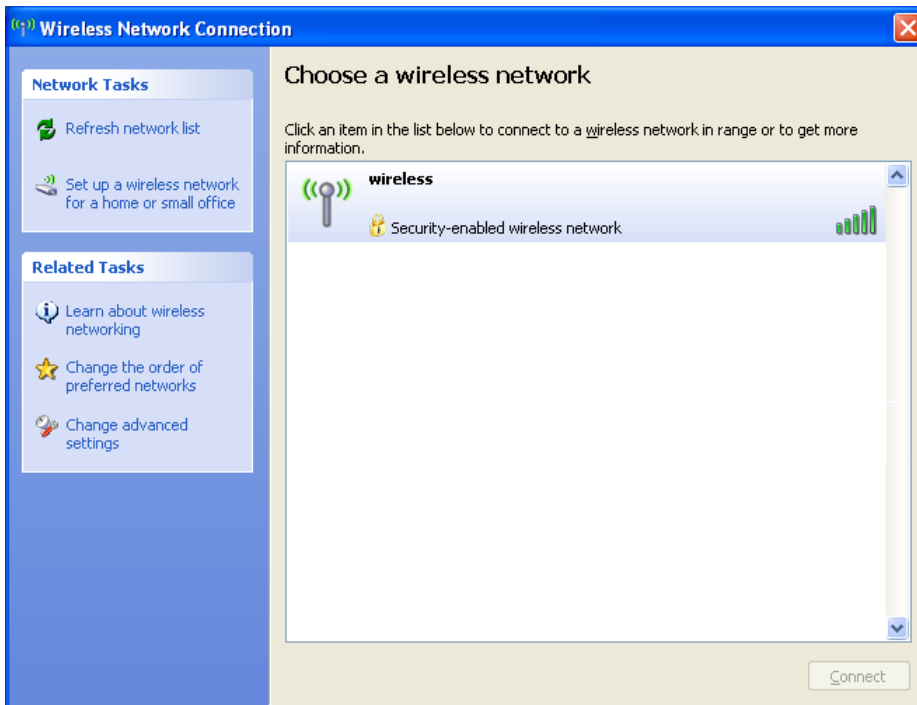 Wireless Network Connection
Network Tasks
Refresh network list
Set up a wireless network
for a home or small office
Related Tasks
Learn about wireless
networking
Change the order of
preferred networks
Change advanced
settings
Choose a wireless network
Click an item in the list below to connect to a wireless network in range or to get more
information.
wireless
Security-enabled wireless network
Connect